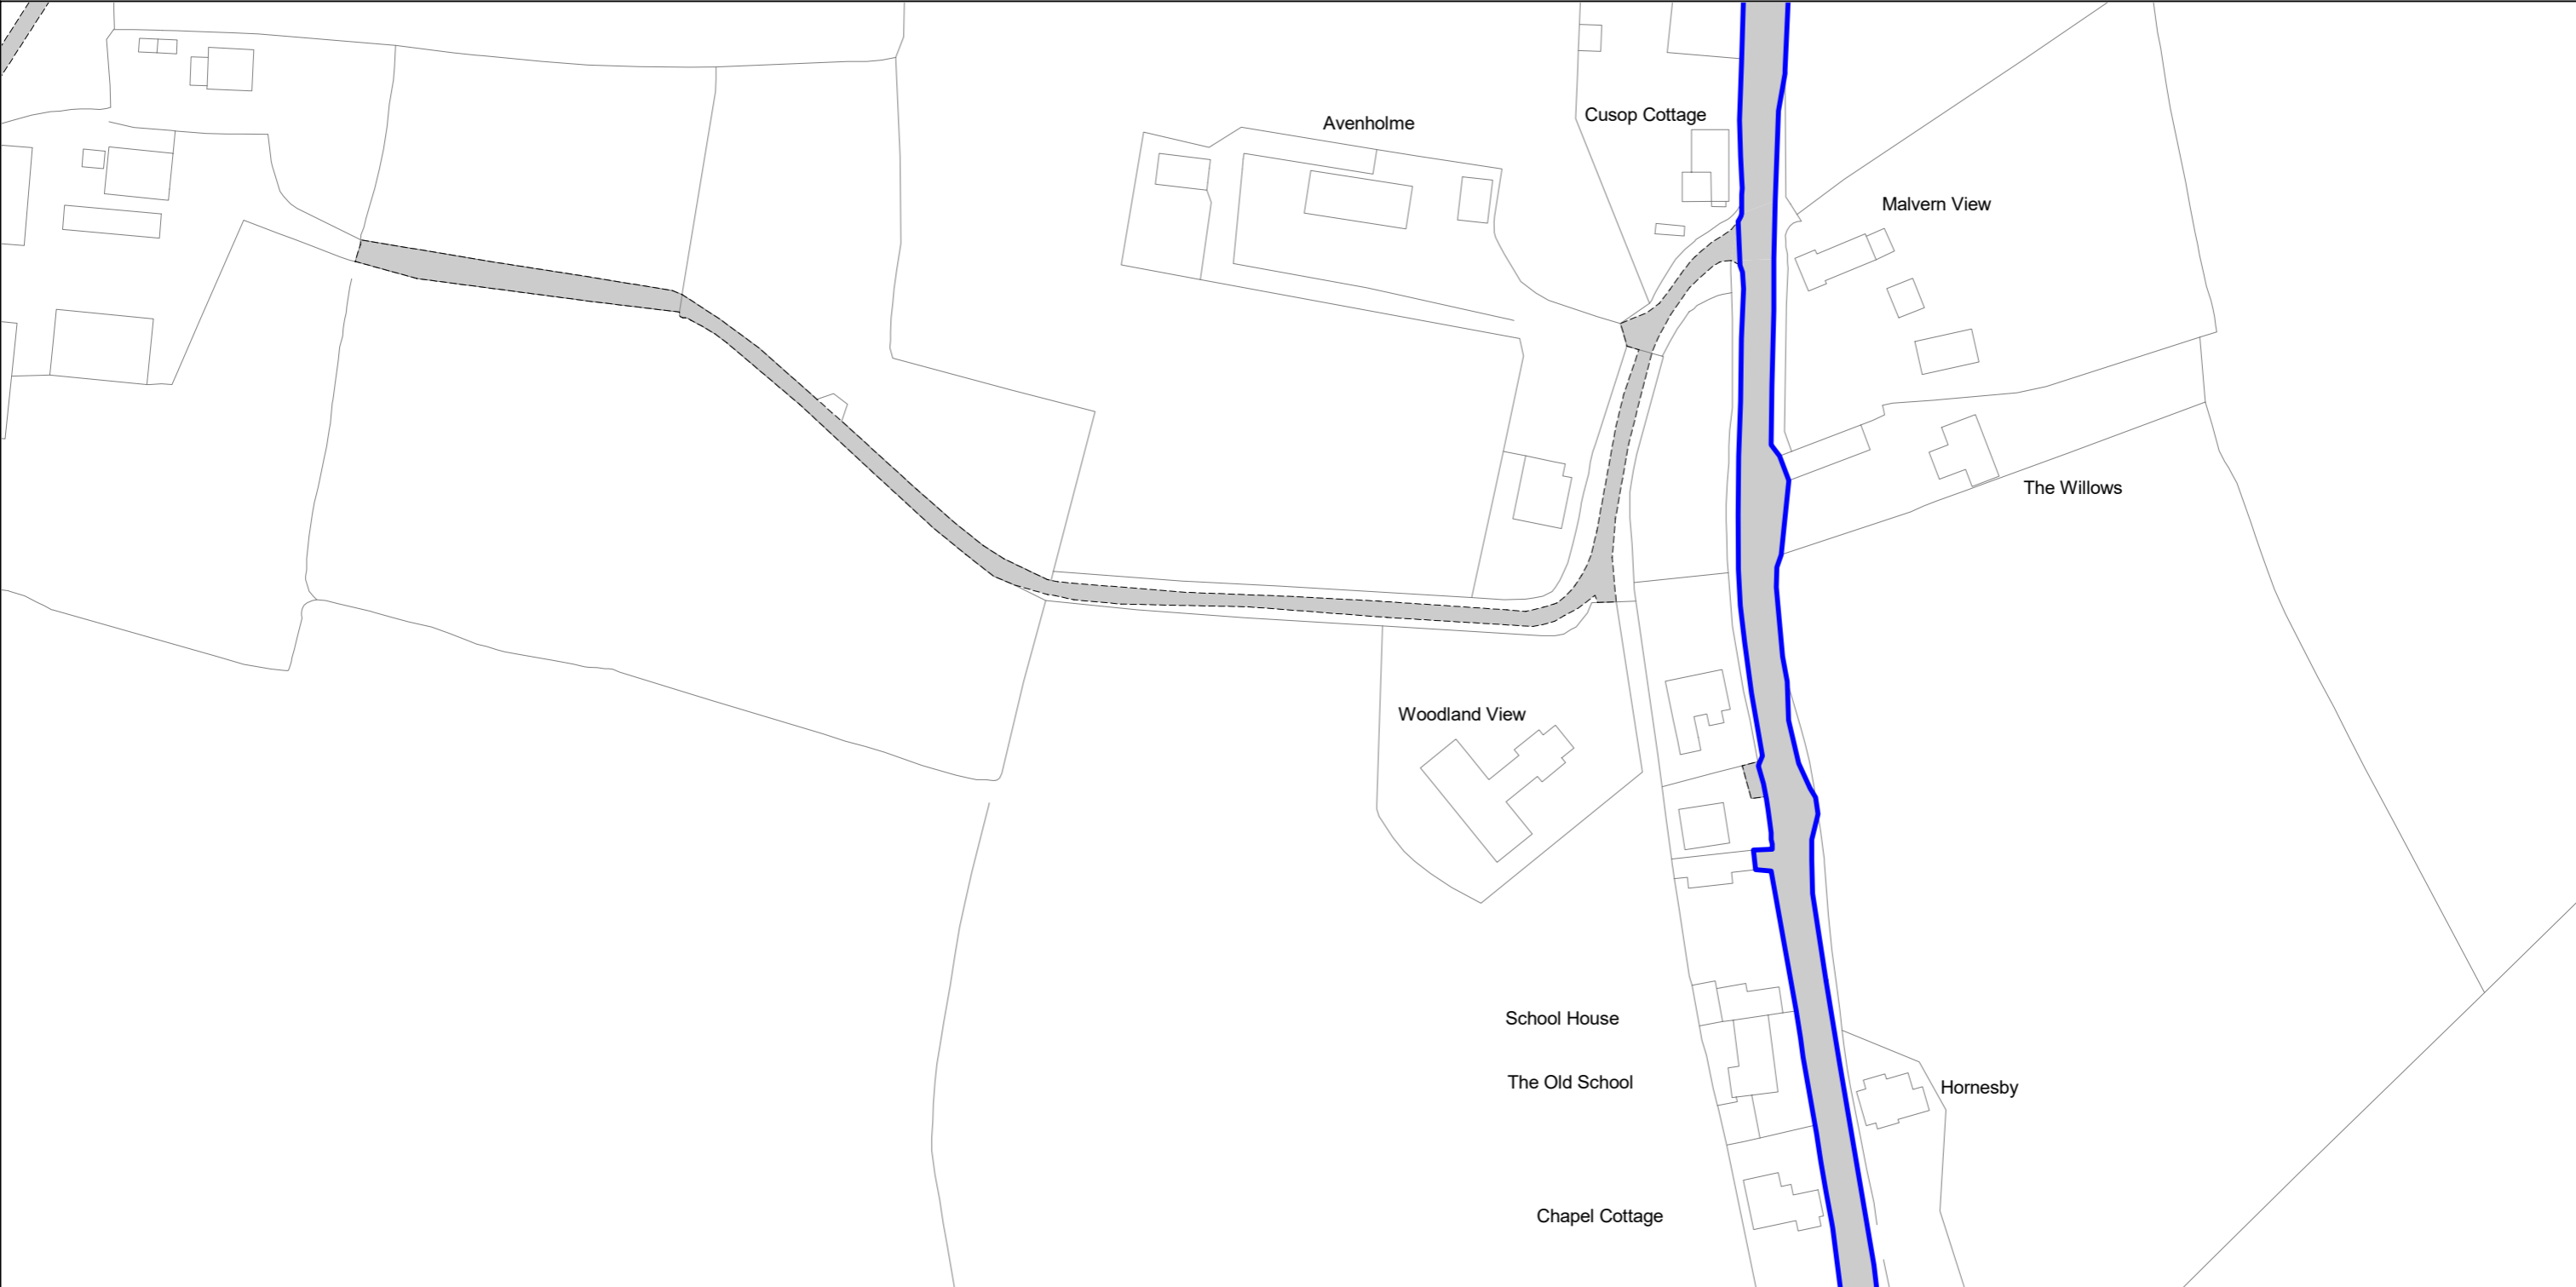 Cusop Cottage
Avenholme
Malvern View
The Willows
Woodland View
School House
The Old School
Hornesby
Chapel Cottage